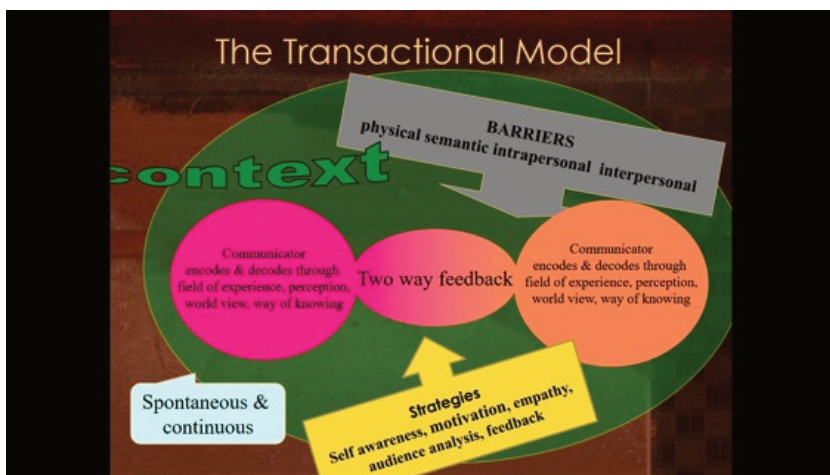 The Transactional Model
BARRIERS
physical semantic intrapersonal interpersonal
context
Communicator
encodes & decodes through
field of experience, perception,
world view, way of knowing
Two way feedback
Communicator
encodes & decodes through
field of experience, perception,
world view, way of knowing
Spontaneous &
continuous
Strategies
Self awareness, motivation, empathy,
audience analysis, feedback